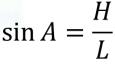 sin A = H/L